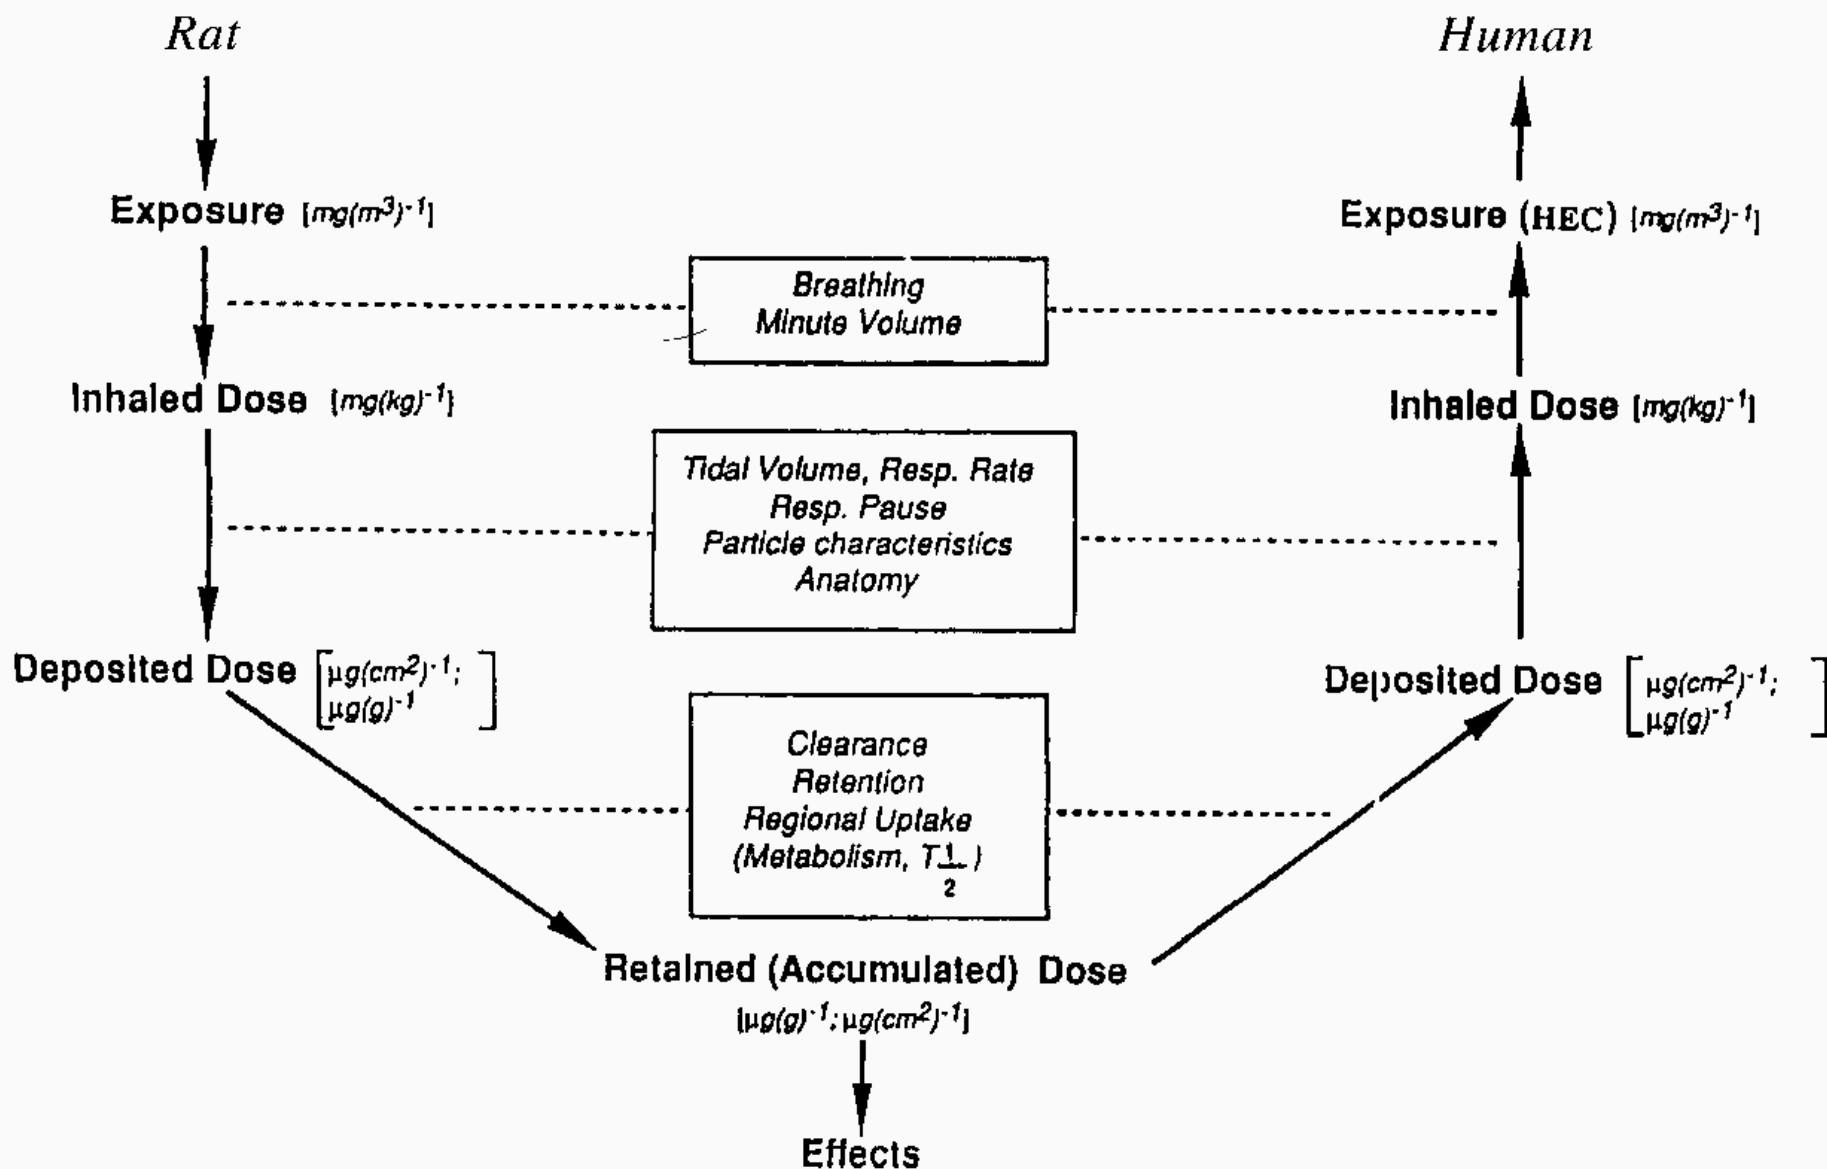 Rat
Human
Exposure [mg(m³)⁻¹]
Exposure (HEC) [mg(m³)⁻¹]
Breathing
Minute Volume
Inhaled Dose [mg(kg)⁻¹]
Inhaled Dose [mg(kg)⁻¹]
Tidal Volume, Resp. Rate
Resp. Pause
Particle characteristics
Anatomy
Deposited Dose [µg(cm²)⁻¹;
µg(g)⁻¹]
Deposited Dose [µg(cm²)⁻¹;
µg(g)⁻¹]
Clearance
Retention
Regional Uptake
(Metabolism, T½)
Retained (Accumulated) Dose
[µg(g)⁻¹; µg(cm²)⁻¹]
Effects